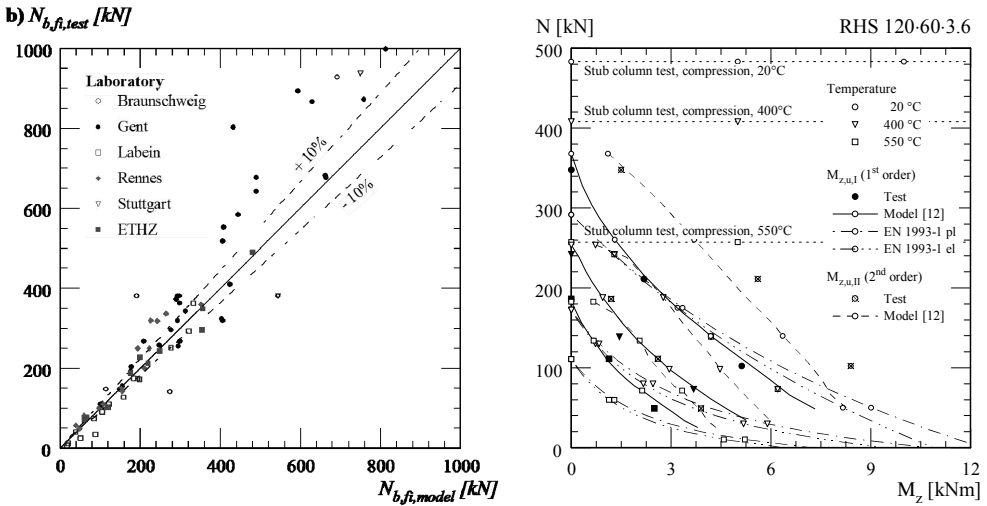 b) N_{b,fi,test} [kN]
1000
800
600
400
200
0
0
200
400
600
800
1000
N_{b,fi,model} [kN]
Laboratory
Braunschweig
Gent
Labein
Rennes
Stuttgart
ETHZ
+10%
-10%
N [kN]
RHS 120·60·3.6
500
400
300
200
100
0
0
3
6
9
12
M_z [kNm]
Stub column test, compression, 20°C
Stub column test, compression, 400°C
Stub column test, compression, 550°C
Temperature
20 °C
400 °C
550 °C
M_{z,u,I} (1st order)
Test
Model [12]
EN 1993-1 pl
EN 1993-1 el
M_{z,u,II} (2nd order)
Test
Model [12]